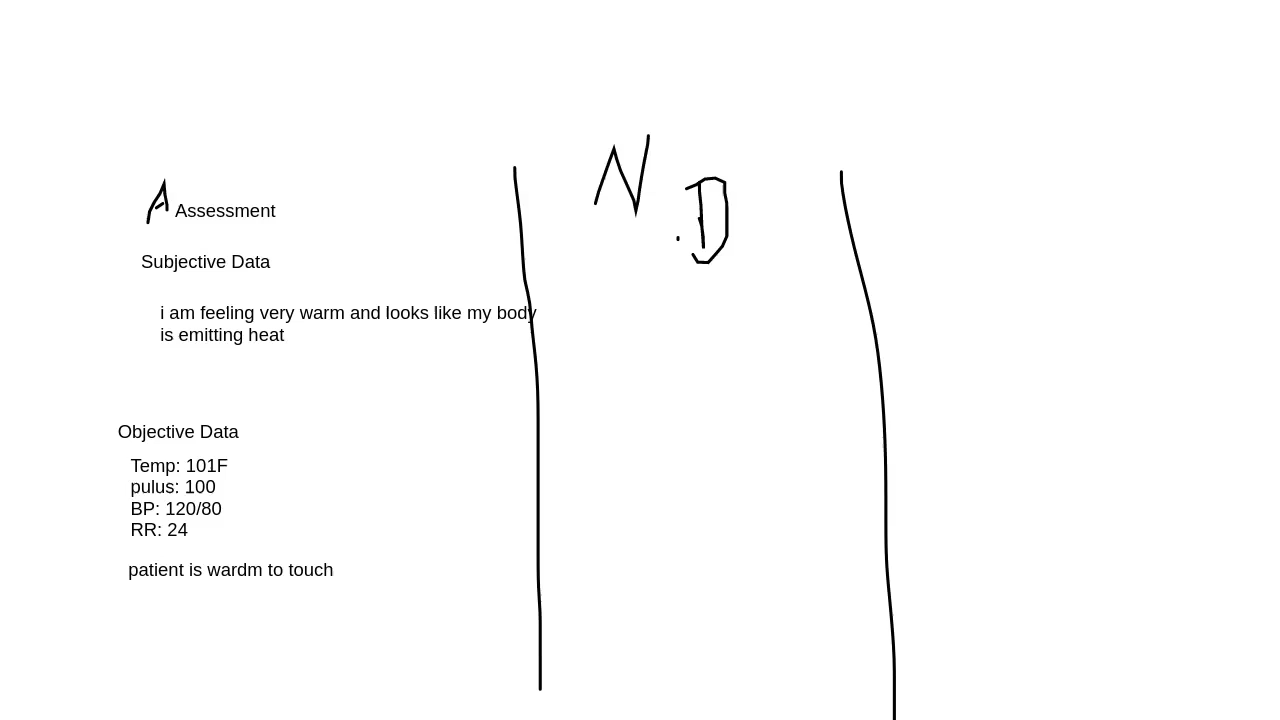 A Assessment
N.D
Subjective Data
i am feeling very warm and looks like my body
is emitting heat
Objective Data
Temp: 101F
pulus: 100
BP: 120/80
RR: 24
patient is wardm to touch